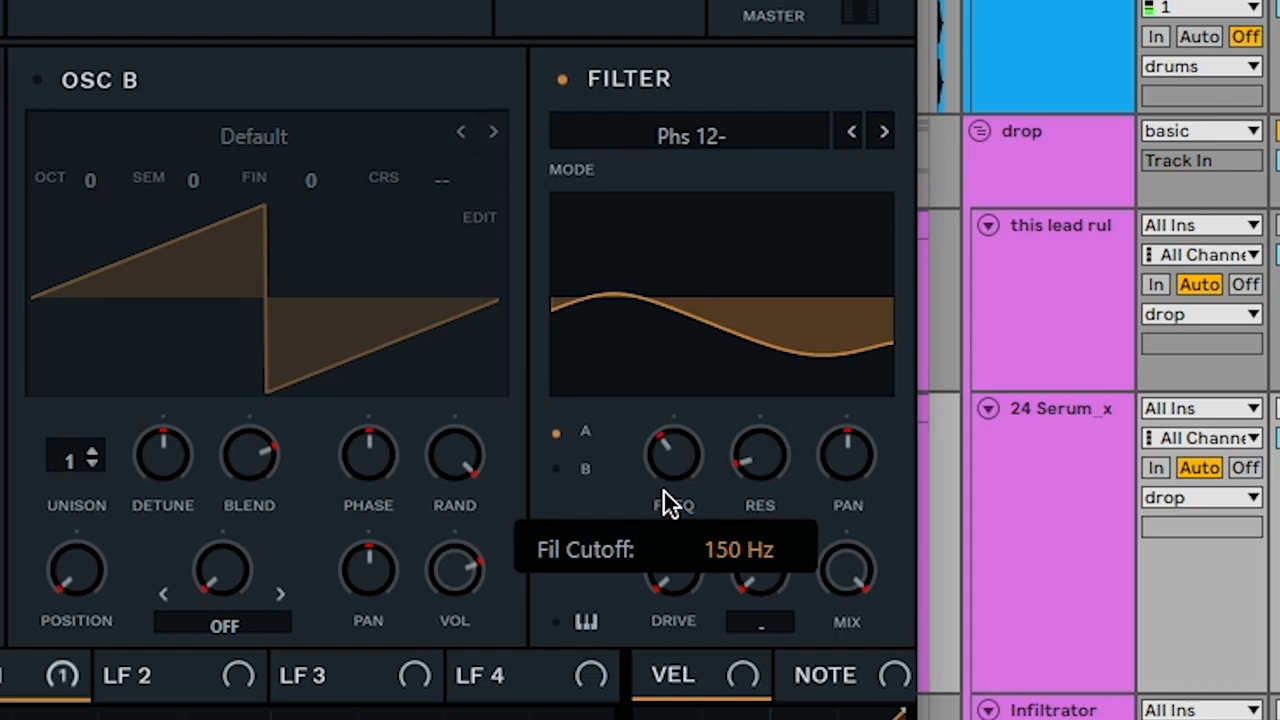 MASTER
OSC B
Default
< >
OCT 0 SEM 0 FIN 0 CRS --
EDIT
1
UNISON DETUNE BLEND PHASE RAND
POSITION < > OFF PAN VOL
FILTER
Phs 12-
< >
MODE
A
B
RES PAN
Fil Cutoff: 150 Hz
DRIVE - MIX
1 LF 2 LF 3 LF 4 VEL NOTE
1
In Auto Off
drums
drop basic
Track In
this lead rul All Ins
All Channe
In Auto Off
drop
24 Serum_x All Ins
All Channe
In Auto Off
drop
Infiltrator All Ins